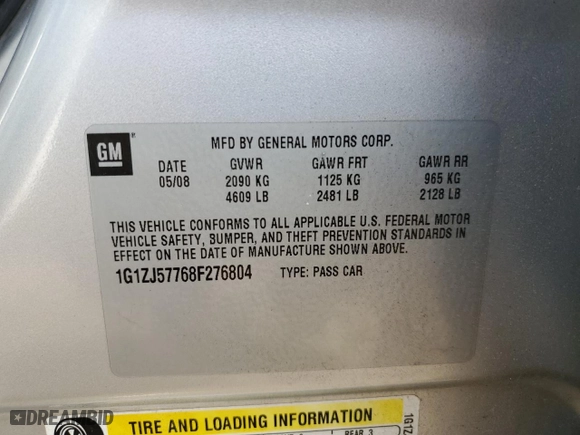 GM
MFD BY GENERAL MOTORS CORP.
DATE GVWR GAWR FRT GAWR RR
05/08 2090 KG 1125 KG 965 KG
4609 LB 2481 LB 2128 LB
THIS VEHICLE CONFORMS TO ALL APPLICABLE U.S. FEDERAL MOTOR
VEHICLE SAFETY, BUMPER, AND THEFT PREVENTION STANDARDS IN
EFFECT ON THE DATE OF MANUFACTURE SHOWN ABOVE.
1G1ZJ57768F276804 TYPE: PASS CAR
TIRE AND LOADING INFORMATION
REAR 3
1G1Z
DREAMBID